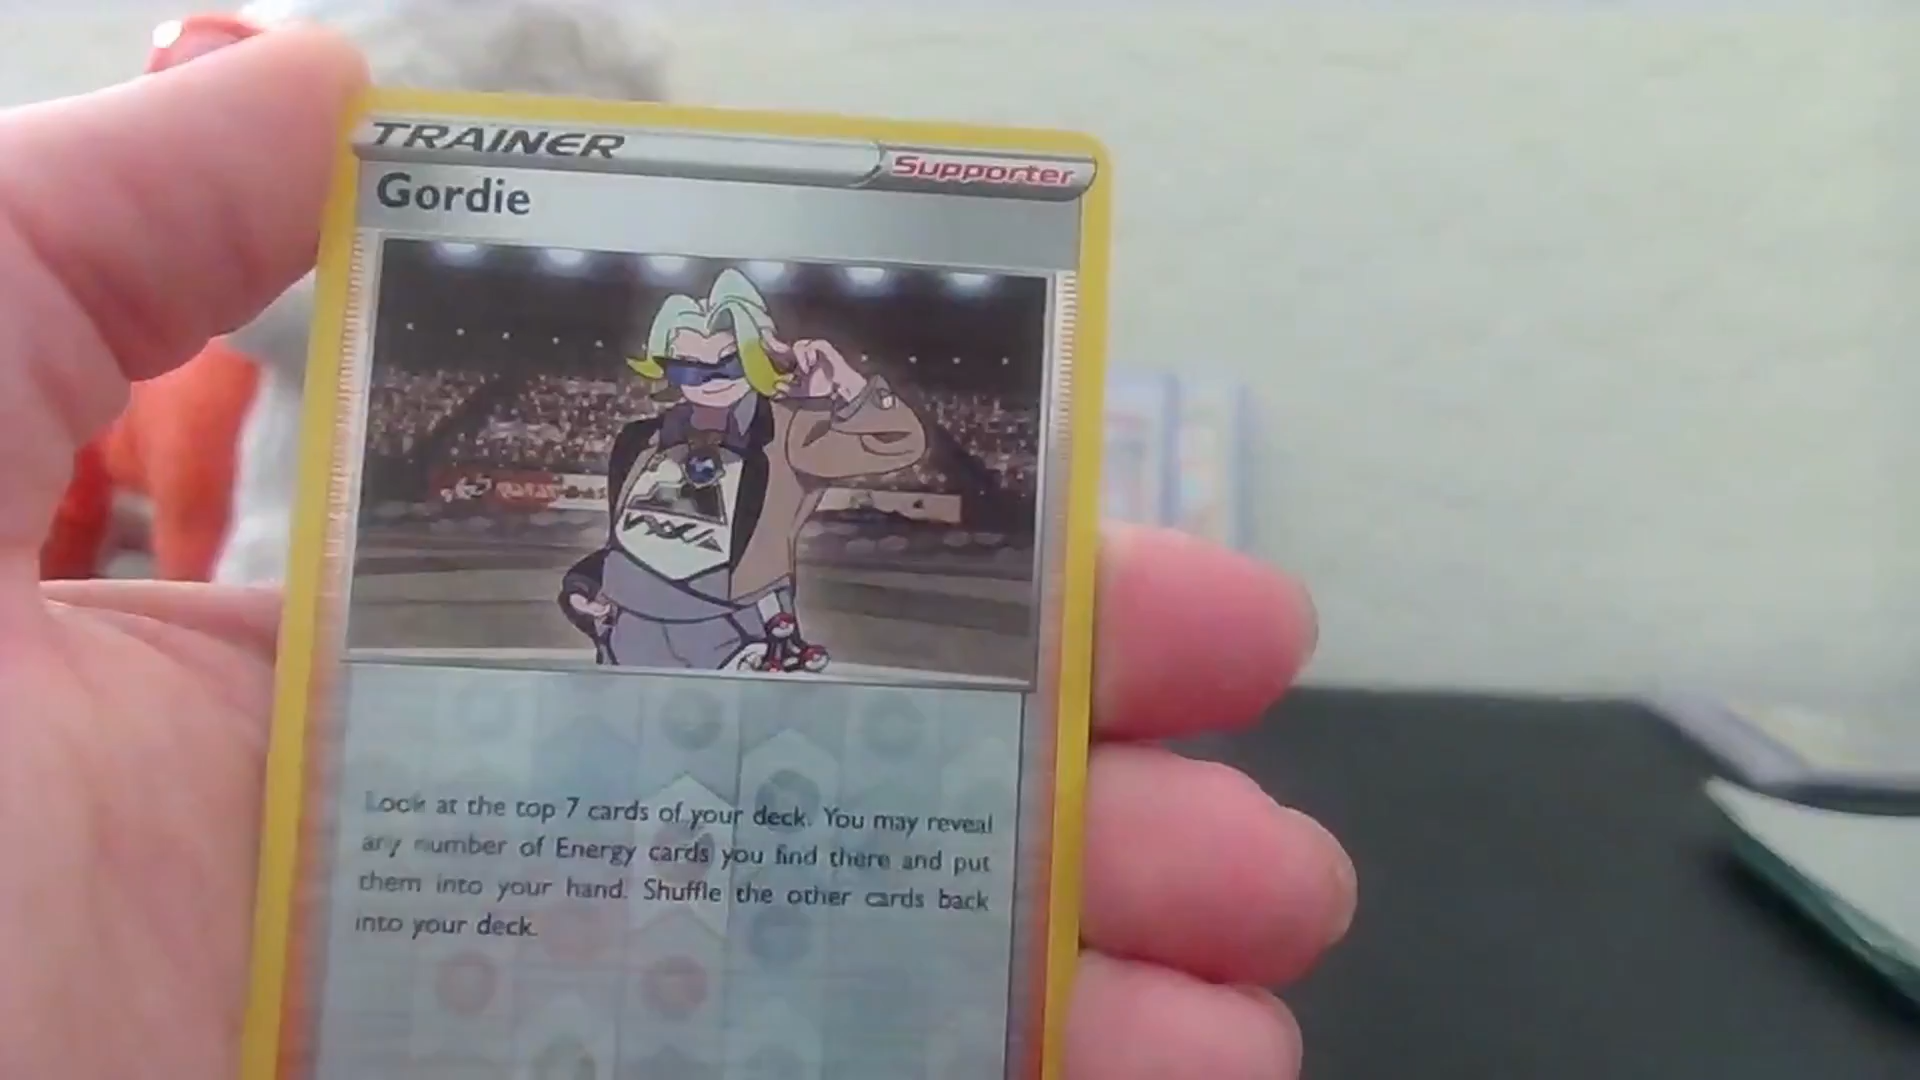 TRAINER
Supporter
Gordie
Look at the top 7 cards of your deck. You may reveal
any number of Energy cards you find there and put
them into your hand. Shuffle the other cards back
into your deck.